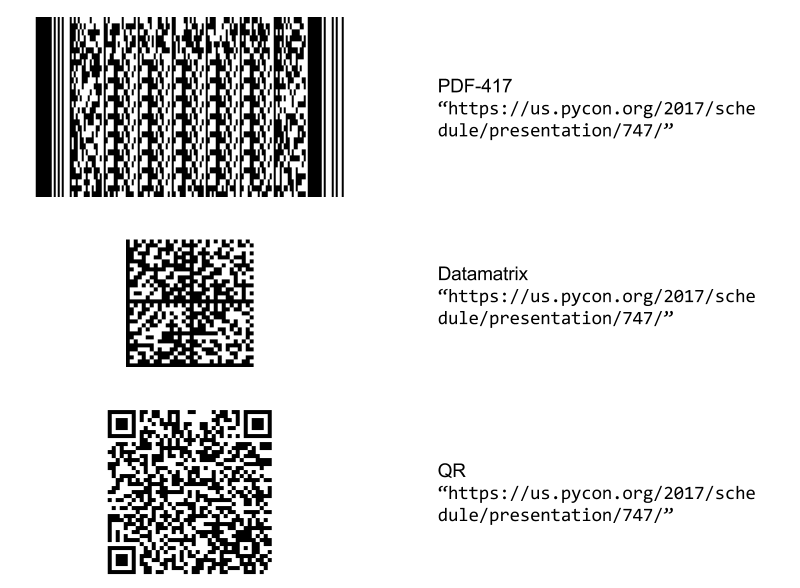 PDF-417
“https://us.pycon.org/2017/sche
dule/presentation/747/”
Datamatrix
“https://us.pycon.org/2017/sche
dule/presentation/747/”
QR
“https://us.pycon.org/2017/sche
dule/presentation/747/”